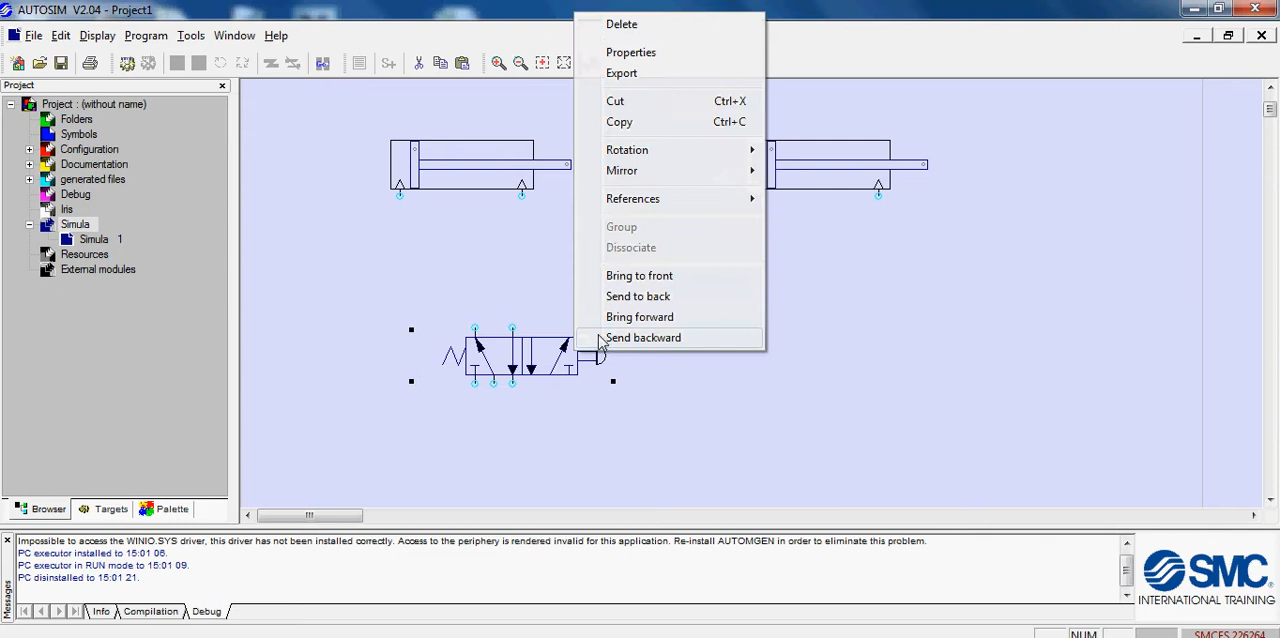 AUTOSIM V2.04 - Project1
File Edit Display Program Tools Window Help
Project
Project : (without name)
Folders
Symbols
Configuration
Documentation
generated files
Debug
Iris
Simula
Simula 1
Resources
External modules
Browser Targets Palette
Delete
Properties
Export
Cut Ctrl+X
Copy Ctrl+C
Rotation
Mirror
References
Group
Dissociate
Bring to front
Send to back
Bring forward
Send backward
Messages
Impossible to access the WINIO.SYS driver, this driver has not been installed correctly. Access to the periphery is rendered invalid for this application. Re-install AUTOMGEN in order to eliminate this problem.
PC executor installed to 15:01 06.
PC executor in RUN mode to 15:01 09.
PC disinstalled to 15:01 21.
Info Compilation Debug
SMC
INTERNATIONAL TRAINING
NUM SMCES 226264